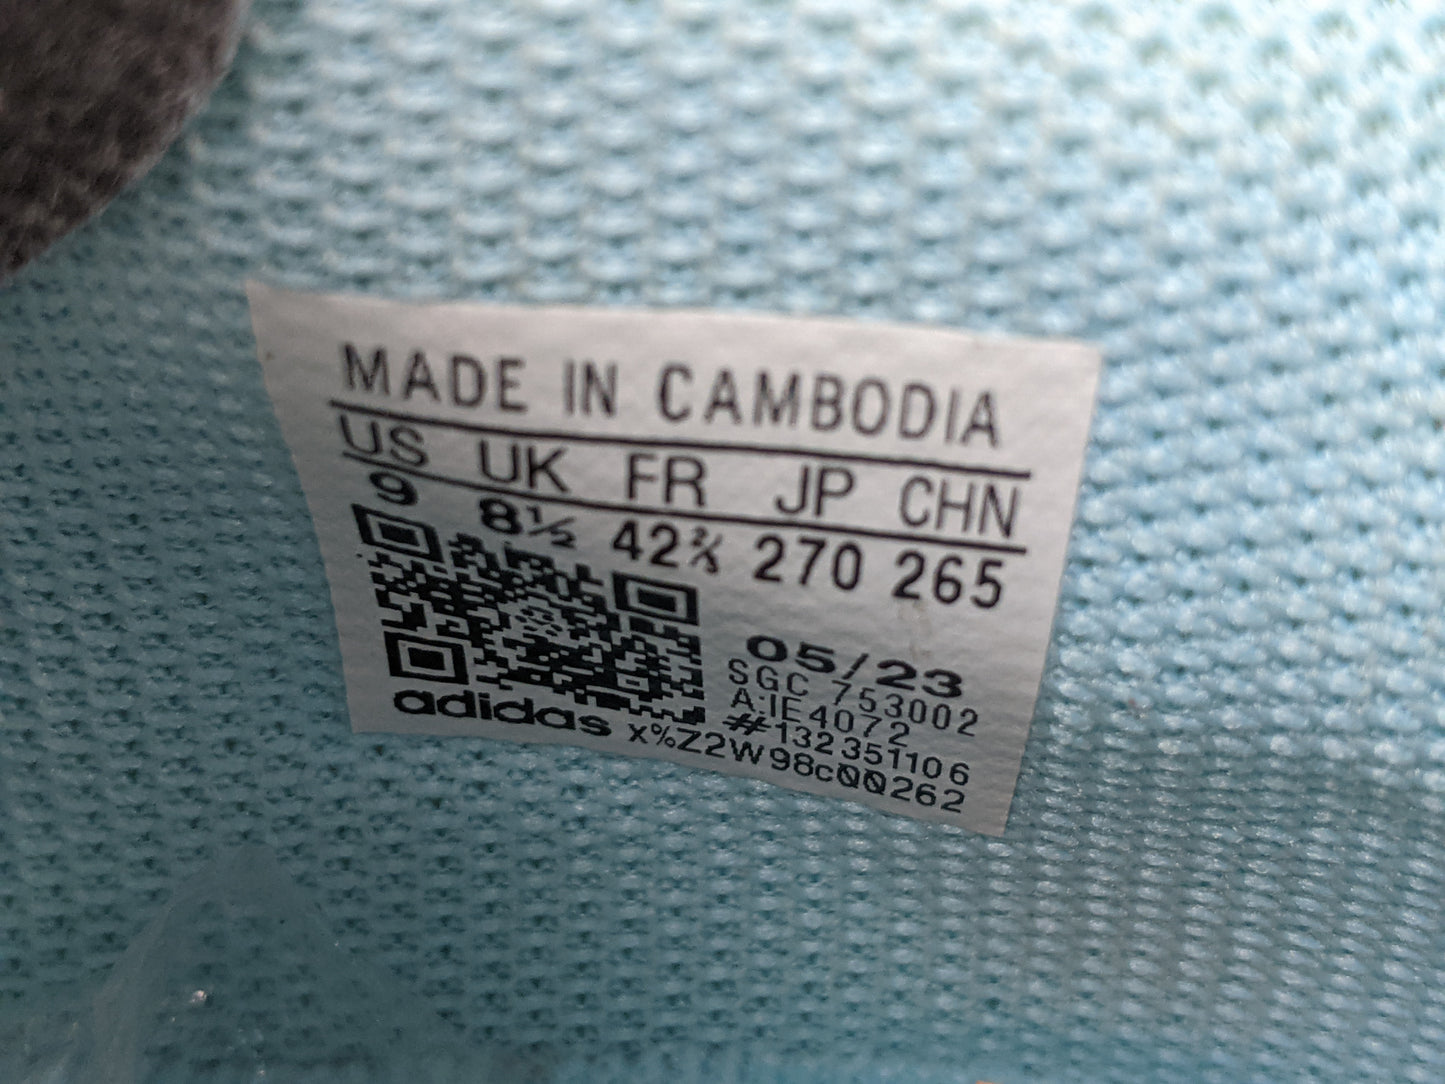 MADE IN CAMBODIA
US UK FR JP CHN
9 8½ 42⅔ 270 265
05/23
SGC 753002
A:IE4072
#132351106
adidas x%Z2W98c00262